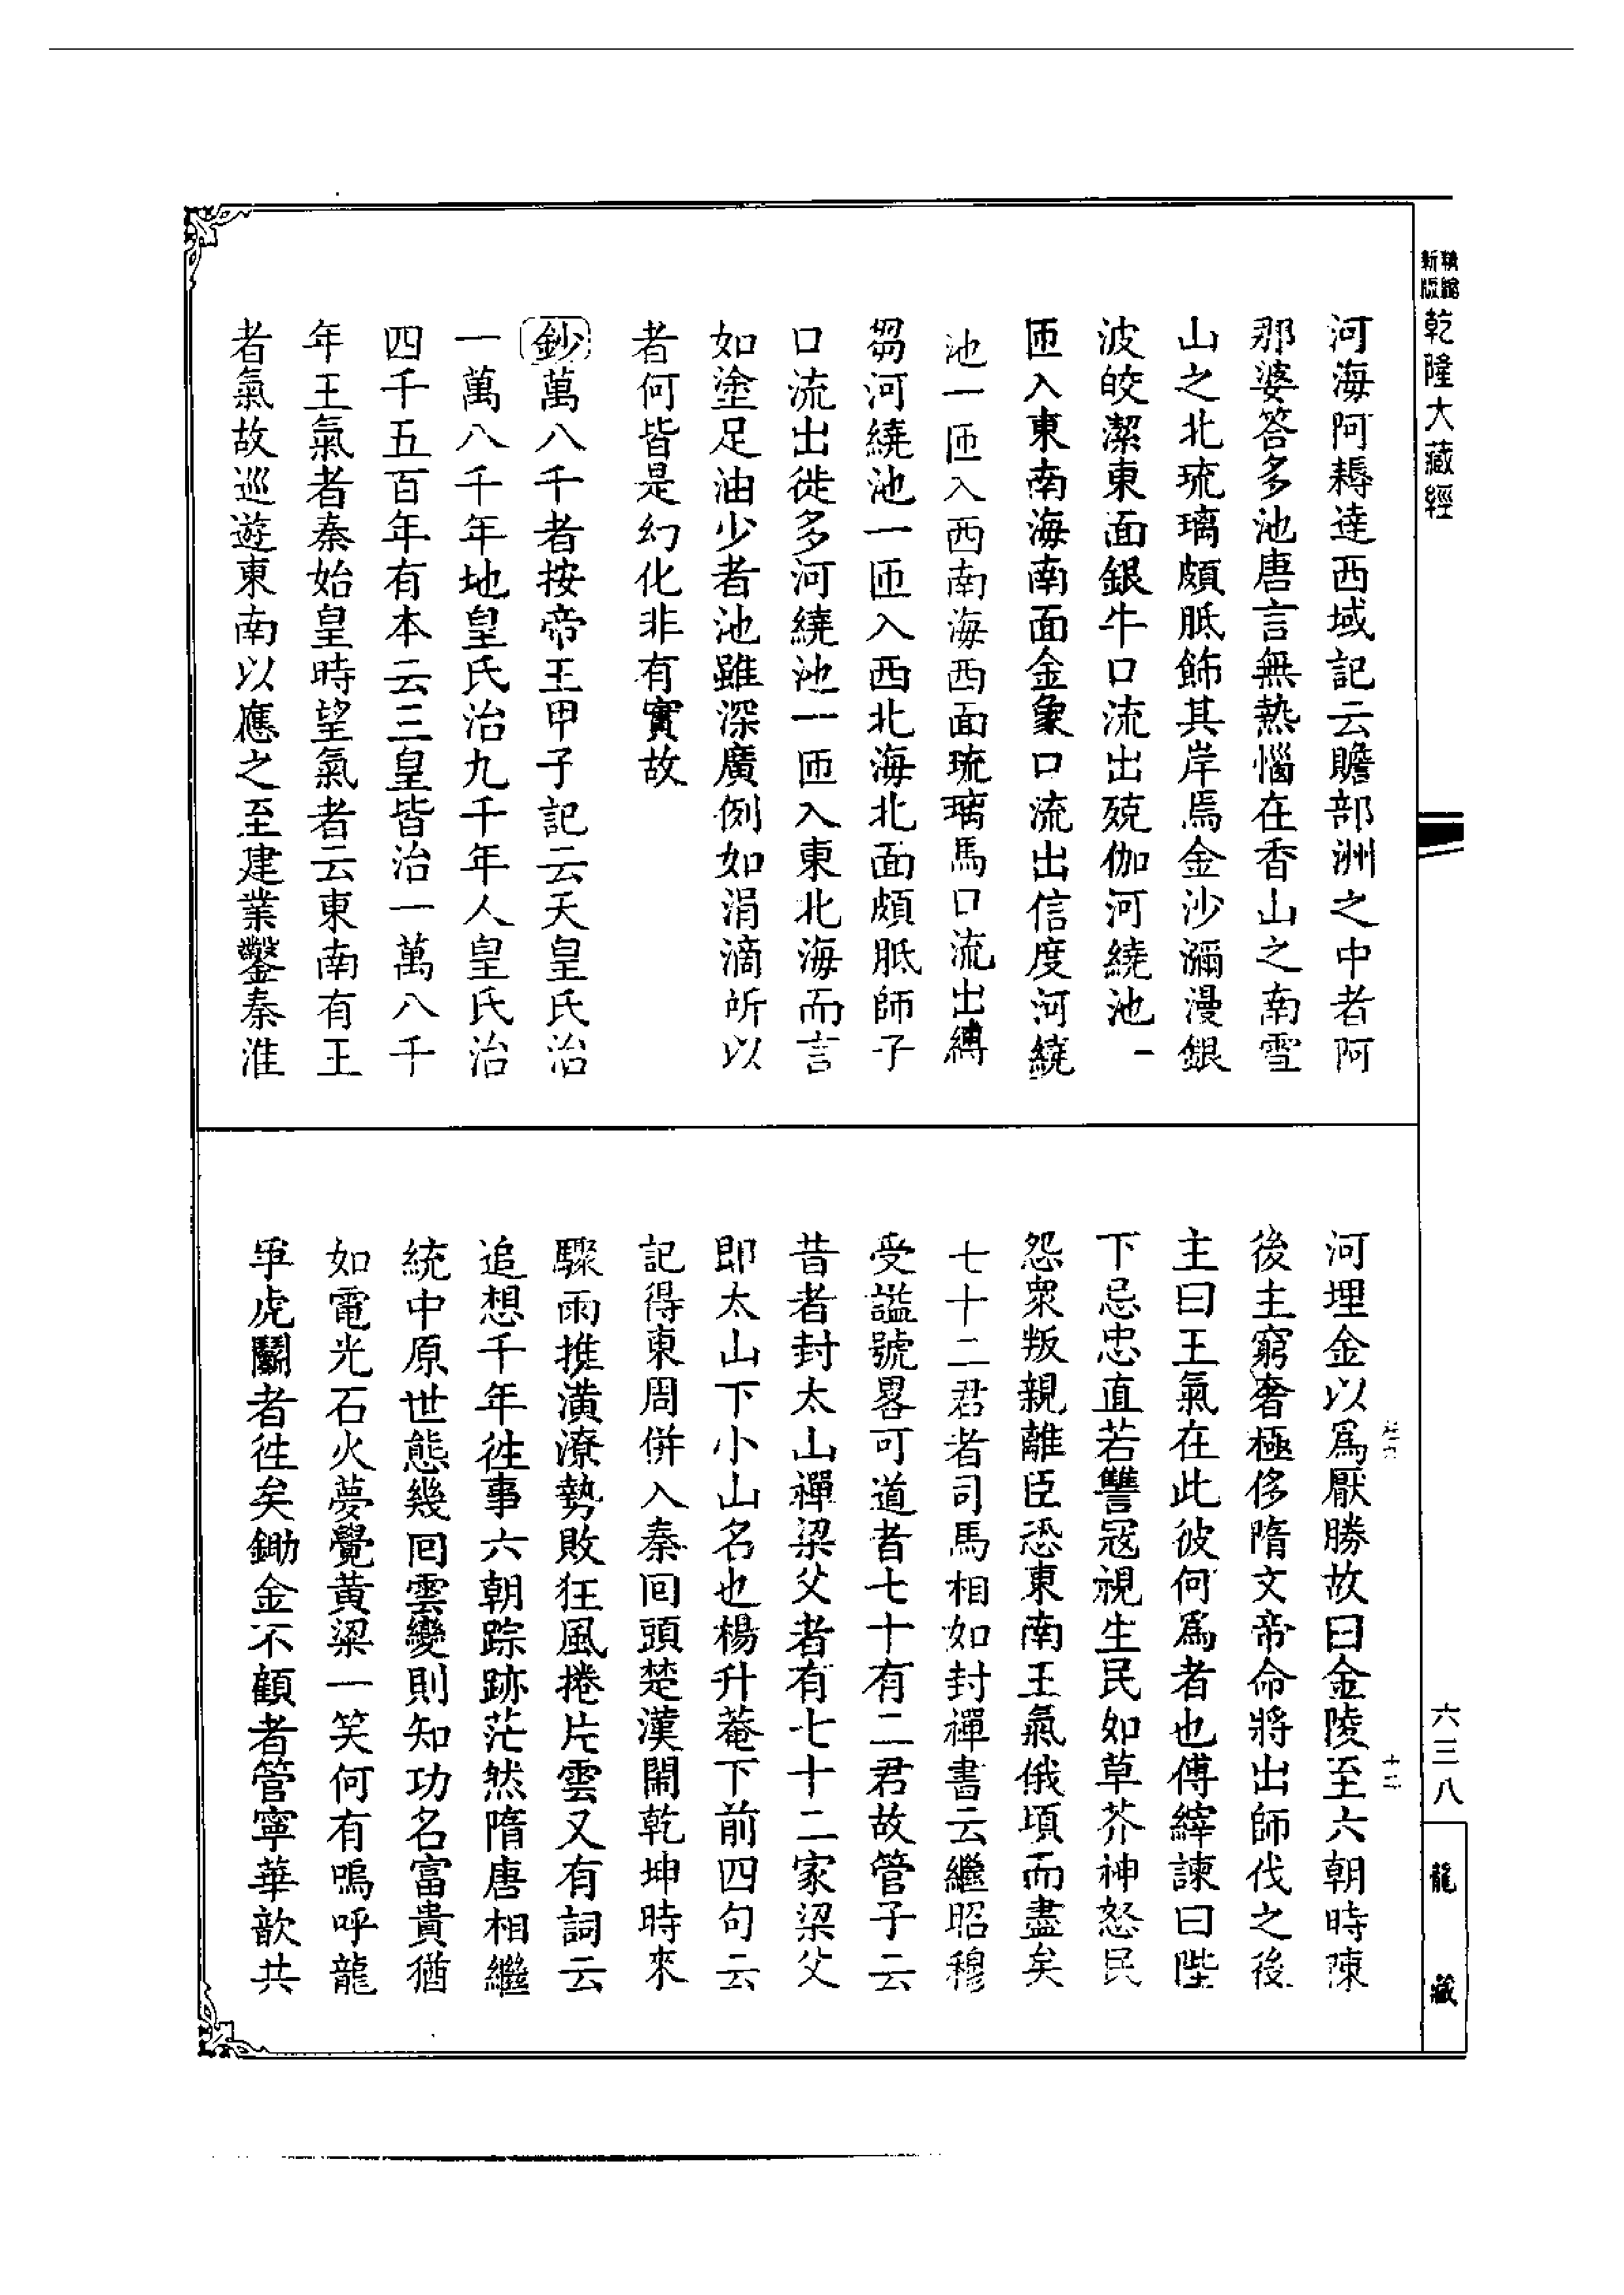 乾隆大藏經
河海阿耨達西域記云贍部洲之中者阿
那婆答多池唐言無熱惱在香山之南雪
山之北琉璃頗胝飾其岸焉金沙瀰漫銀
波皎潔東面銀牛口流出殑伽河繞池一
匝入東南海南面金象口流出信度河繞
池一匝入西南海西面琉璃馬口流出縛
芻河繞池一匝入西北海北面頗胝師子
口流出徙多河繞池一匝入東北海而言
如塗足油少者池雖深廣例如涓滴所以
者何皆是幻化非有實故
鈔萬八千者按帝王甲子記云天皇氏治
一萬八千年地皇氏治九千年人皇氏治
四千五百年有本云三皇皆治一萬八千
年王氣者秦始皇時望氣者云東南有王
者氣故巡遊東南以應之至建業鑿秦淮
河埋金以爲厭勝故曰金陵至六朝時陳
後主窮奢極侈隋文帝命將出師伐之後
主曰王氣在此彼何爲者也傅縡諫曰陛
下忌忠直若讐寇視生民如草芥神怒民
怨衆叛親離臣恐東南王氣俄頃而盡矣
七十二君者司馬相如封禪書云繼昭穆
受謚號畧可道者七十有二君故管子云
昔者封太山禪梁父者有七十二家梁父
即太山下小山名也楊升菴下前四句云
記得東周併入秦回頭楚漢鬧乾坤時來
驟雨推潢潦勢敗狂風捲片雲又有詞云
追想千年徃事六朝踪跡茫然隋唐相繼
統中原世態幾回雲變則知功名富貴猶
如電光石火夢覺黃粱一笑何有嗚呼龍
爭虎鬭者徃矣鋤金不顧者管寧華歆共
六三八
龍藏
十二
新版